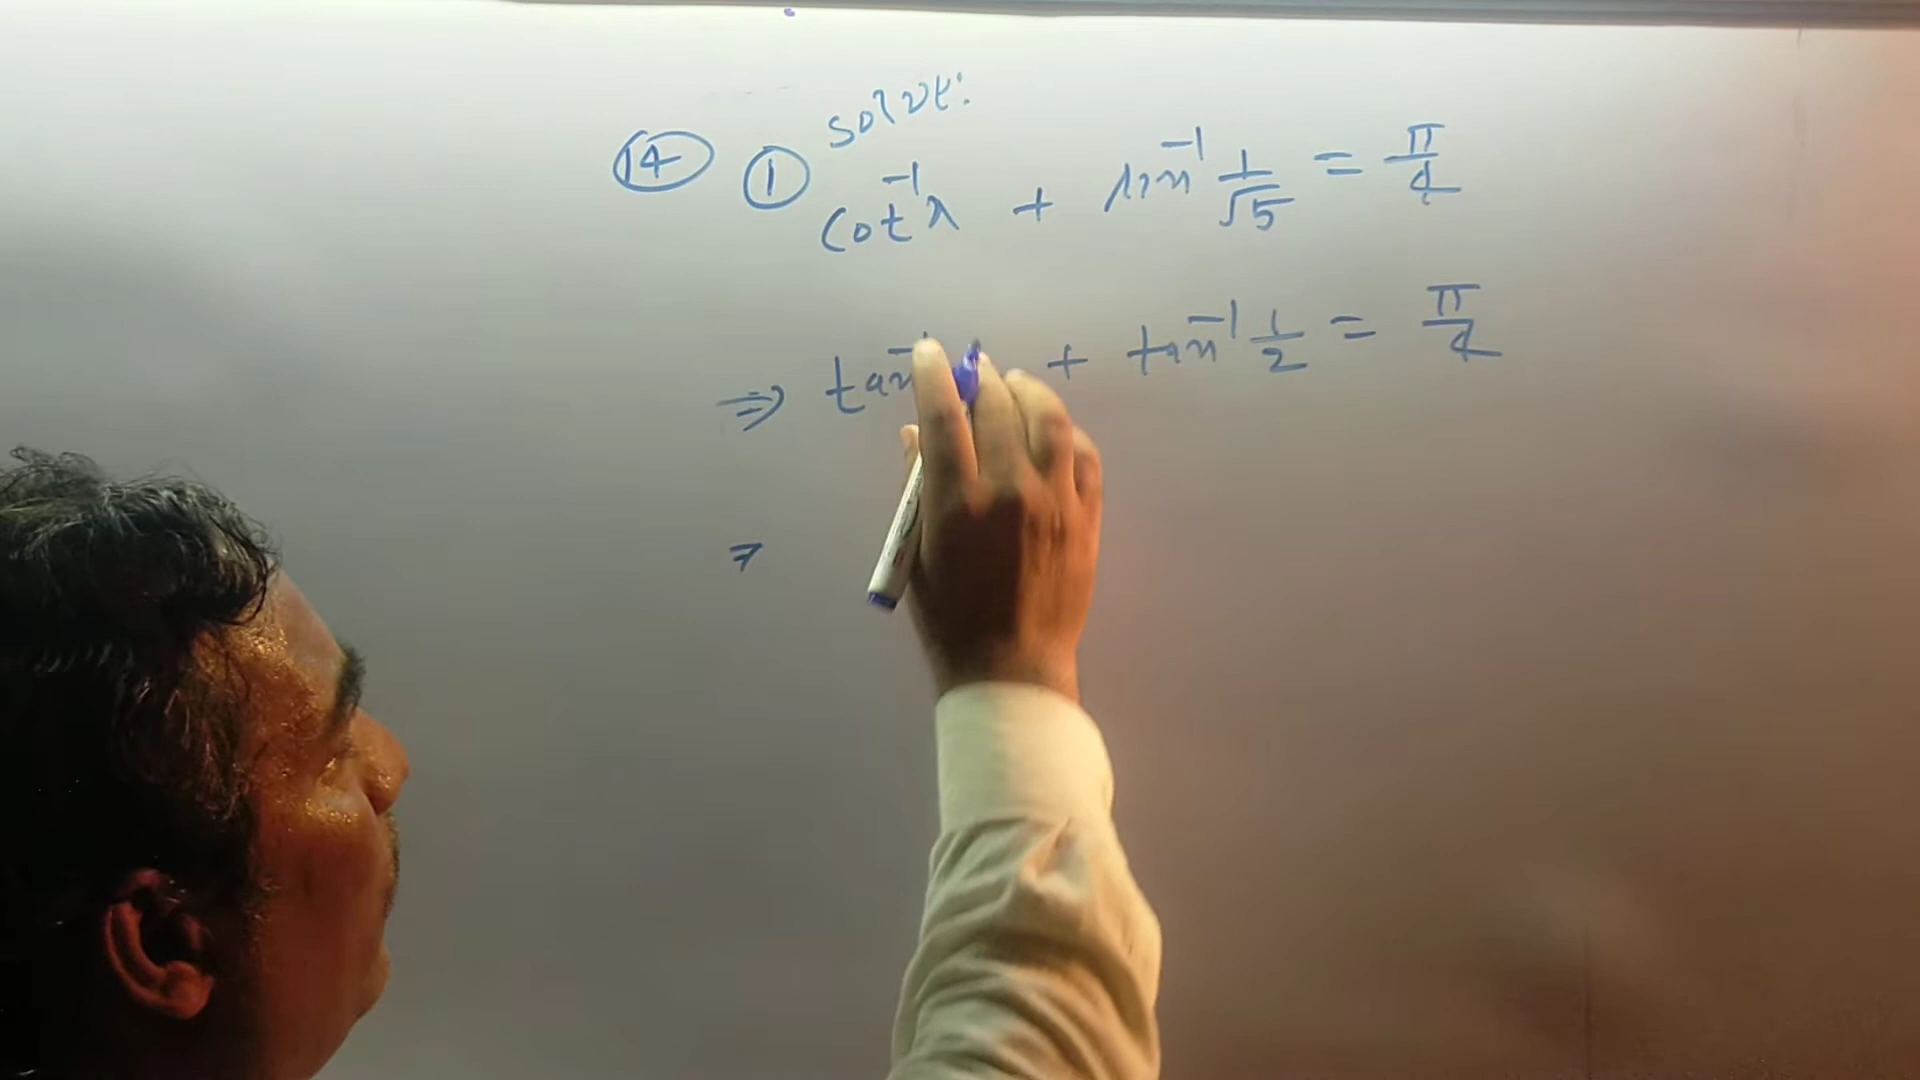 solve:
(14) (1) cot⁻¹x + sin⁻¹ 1/√5 = π/4
⇒ tan⁻¹ + tan⁻¹ 1/2 = π/4
⇒